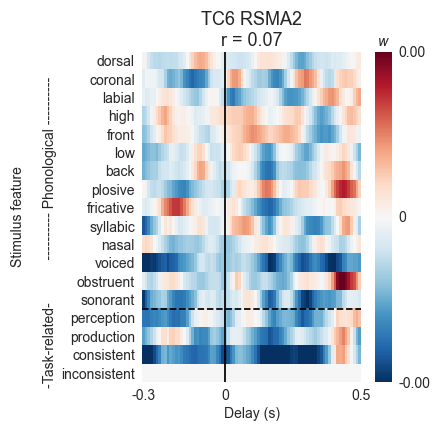 TC6 RSMA2
r = 0.07
w
dorsal
coronal
labial
high
front
low
back
plosive
fricative
syllabic
nasal
voiced
obstruent
sonorant
perception
production
consistent
inconsistent
Stimulus feature
---------- Phonological ----------
-Task-related-
0.00
0
-0.00
-0.3
0
0.5
Delay (s)